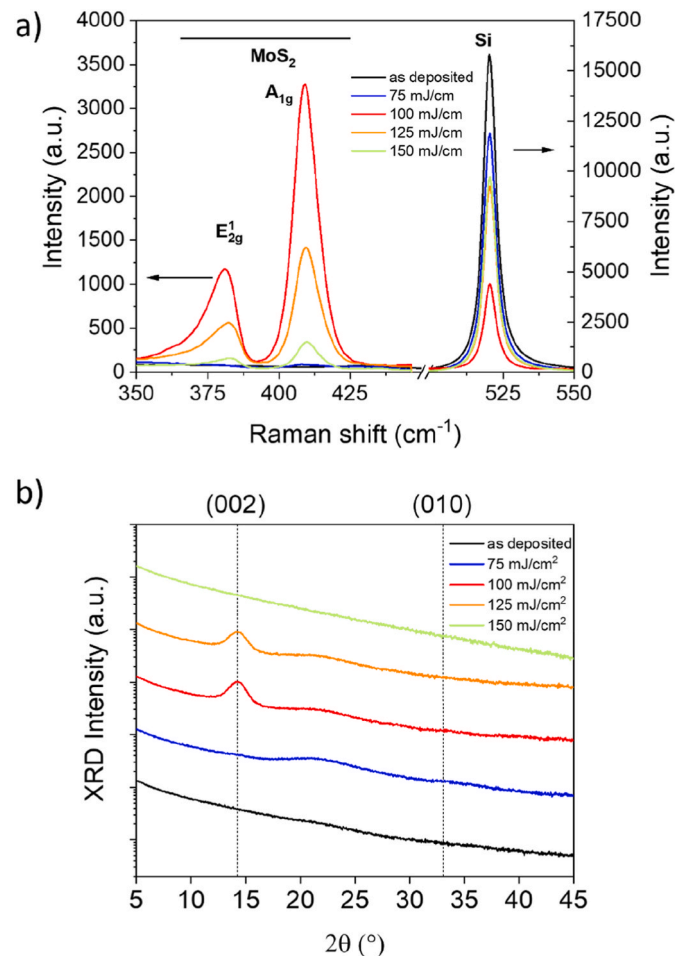 a)
4000
3500
3000
2500
2000
1500
1000
500
0
Intensity (a.u.)
MoS₂
A₁g
E¹₂g
Si
as deposited
75 mJ/cm
100 mJ/cm
125 mJ/cm
150 mJ/cm
17500
15000
12500
10000
7500
5000
2500
0
Intensity (a.u.)
350 375 400 425 525 550
Raman shift (cm⁻¹)
b)
(002) (010)
as deposited
75 mJ/cm²
100 mJ/cm²
125 mJ/cm²
150 mJ/cm²
XRD Intensity (a.u.)
5 10 15 20 25 30 35 40 45
2θ (°)